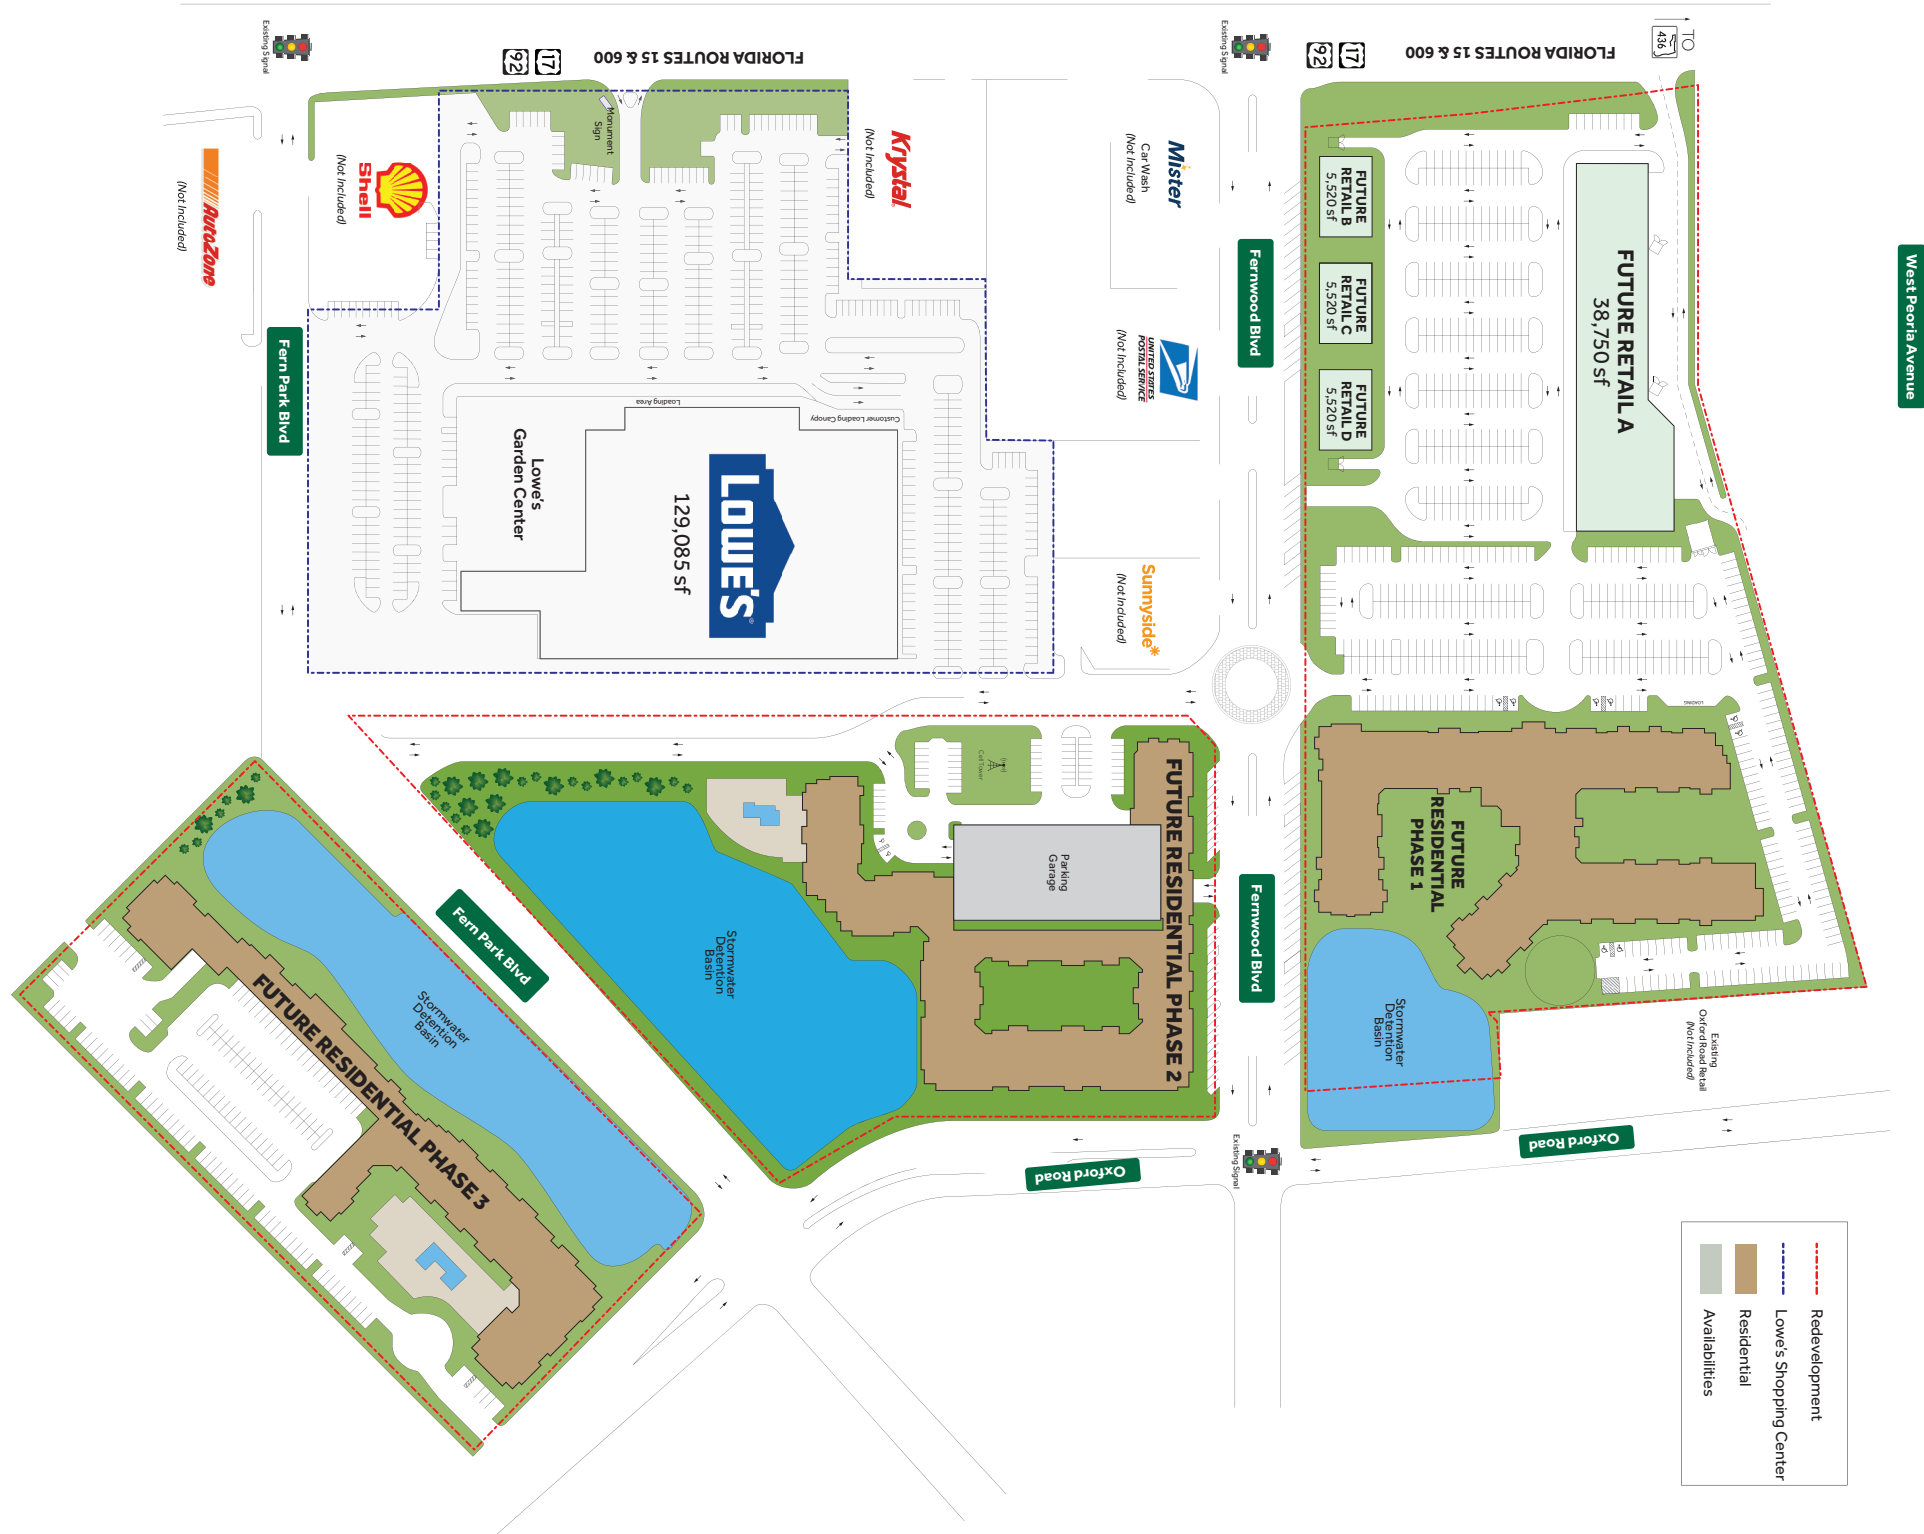 Existing Signal
92
17
FLORIDA ROUTES 15 & 600
Existing Signal
92
17
FLORIDA ROUTES 15 & 600
436
TO
West Peoria Avenue
AutoZone
(Not Included)
Shell
(Not Included)
Monument
Sign
Krystal
(Not Included)
Mister
Car Wash
(Not Included)
UNITED STATES
POSTAL SERVICE
(Not Included)
Sunnyside*
(Not Included)
Fern Park Blvd
Fernwood Blvd
FUTURE
RETAIL B
5,520 sf
FUTURE
RETAIL C
5,520 sf
FUTURE
RETAIL D
5,520 sf
FUTURE RETAIL A
38,750 sf
Loading Area
Customer Loading Canopy
Lowe's
Garden Center
LOWE'S
129,085 sf
LOADING
Cell Tower
Parking
Garage
FUTURE RESIDENTIAL PHASE 2
Stormwater
Detention
Basin
Fernwood Blvd
FUTURE
RESIDENTIAL
PHASE 1
Stormwater
Detention
Basin
Existing
Oxford Road Retail
(Not Included)
Fern Park Blvd
Stormwater
Detention
Basin
FUTURE RESIDENTIAL PHASE 3
Oxford Road
Existing Signal
Oxford Road
Redevelopment
Lowe's Shopping Center
Residential
Availabilities